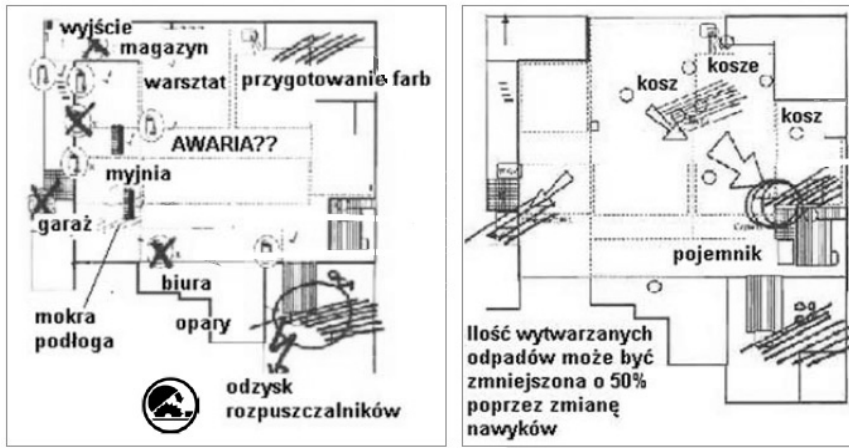 wyjście
magazyn
warsztat
przygotowanie farb
AWARIA??
myjnia
garaż
biura
mokra
podłoga
opary
odzysk
rozpuszczalników
kosz
kosze
kosz
pojemnik
Ilość wytwarzanych
odpadów może być
zmniejszona o 50%
poprzez zmianę
nawyków